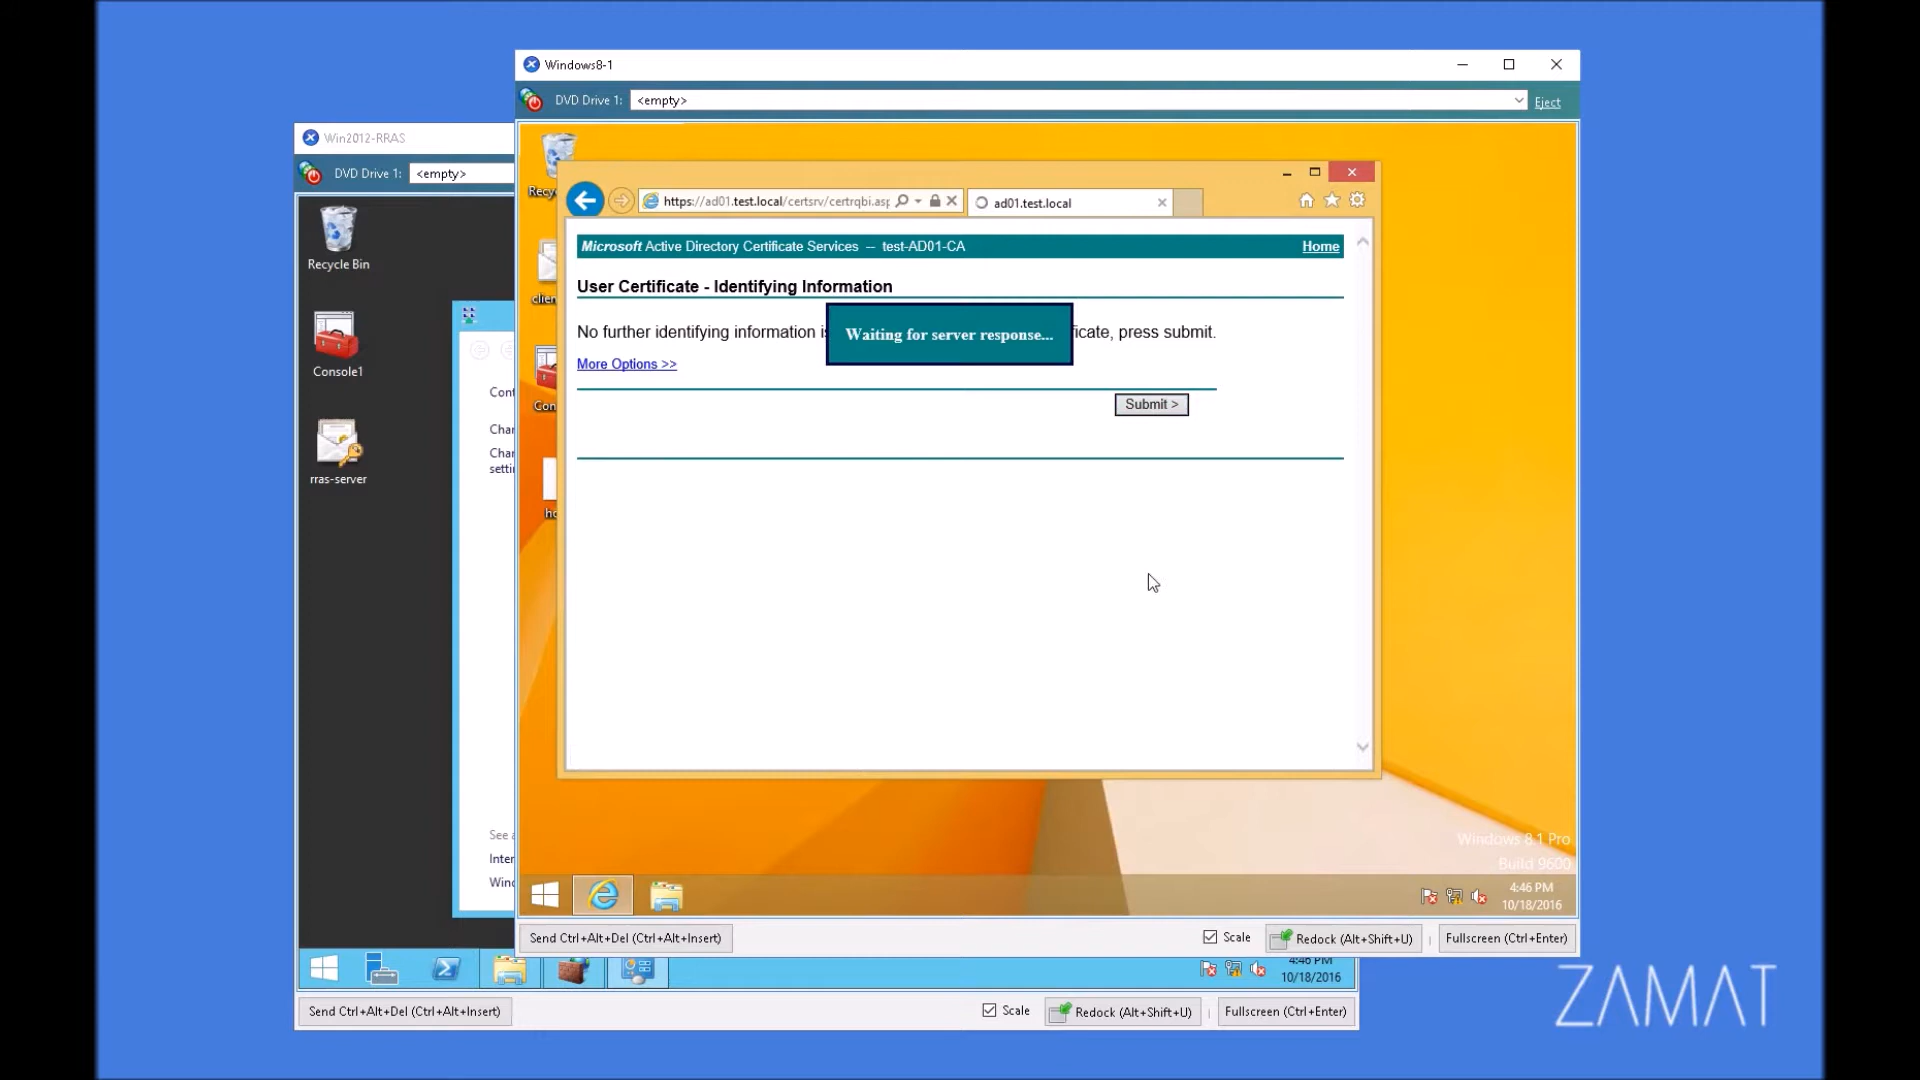 Windows8-1
DVD Drive 1: <empty>
Eject
Win2012-RRAS
DVD Drive 1: <empty>
https://ad01.test.local/certsrv/certrqbi.asp
ad01.test.local
Microsoft Active Directory Certificate Services -- test-AD01-CA
Home
User Certificate - Identifying Information
No further identifying information
Waiting for server response...
press submit.
More Options >>
Submit >
Recycle Bin
Console1
rras-server
Windows 8.1 Pro
Build 9600
4:46 PM
10/18/2016
Send Ctrl+Alt+Del (Ctrl+Alt+Insert)
Scale
Redock (Alt+Shift+U)
Fullscreen (Ctrl+Enter)
4:46 PM
10/18/2016
Send Ctrl+Alt+Del (Ctrl+Alt+Insert)
Scale
Redock (Alt+Shift+U)
Fullscreen (Ctrl+Enter)
ZAMAT